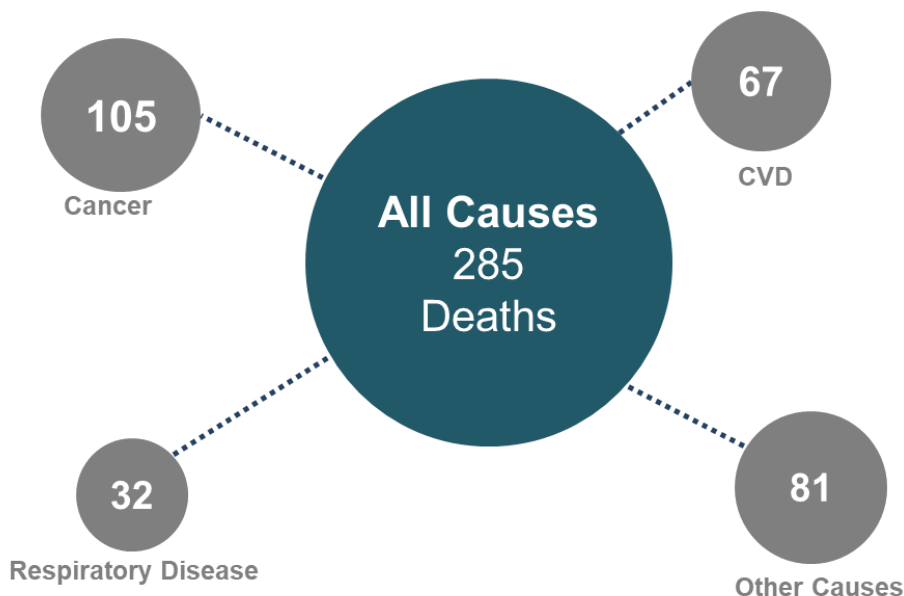 105
Cancer
67
CVD
All Causes
285
Deaths
32
Respiratory Disease
81
Other Causes